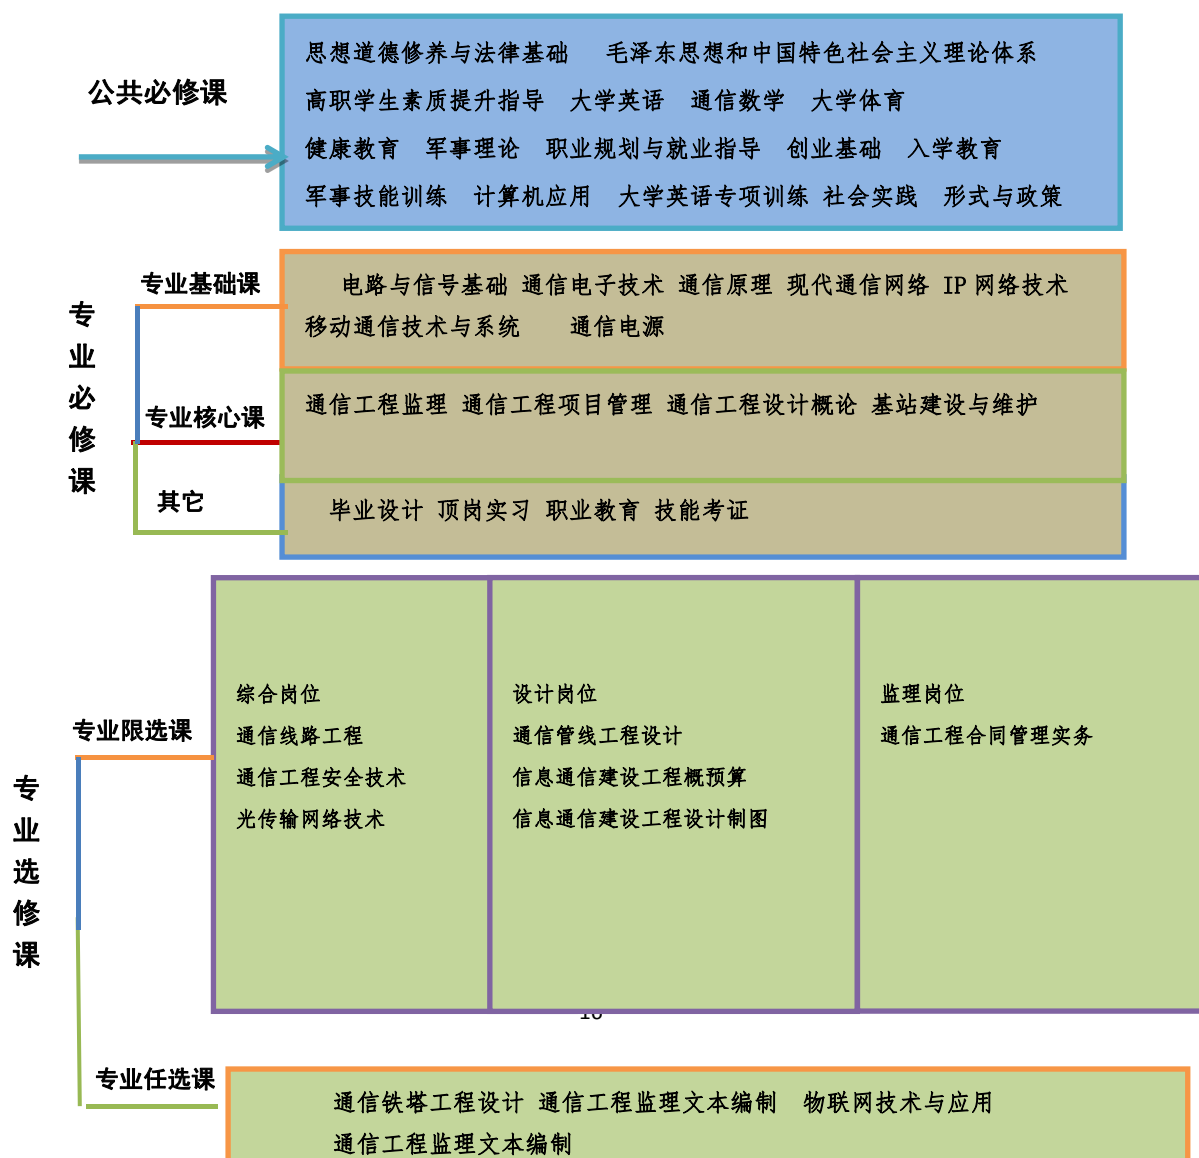 公共必修课
思想道德修养与法律基础 毛泽东思想和中国特色社会主义理论体系
高职学生素质提升指导 大学英语 通信数学 大学体育
健康教育 军事理论 职业规划与就业指导 创业基础 入学教育
军事技能训练 计算机应用 大学英语专项训练 社会实践 形式与政策
专业必修课
专业基础课
电路与信号基础 通信电子技术 通信原理 现代通信网络 IP 网络技术
移动通信技术与系统 通信电源
专业核心课
通信工程监理 通信工程项目管理 通信工程设计概论 基站建设与维护
其它
毕业设计 顶岗实习 职业教育 技能考证
专业选修课
专业限选课
综合岗位
通信线路工程
通信工程安全技术
光传输网络技术
设计岗位
通信管线工程设计
信息通信建设工程概预算
信息通信建设工程设计制图
监理岗位
通信工程合同管理实务
专业任选课
通信铁塔工程设计 通信工程监理文本编制 物联网技术与应用
通信工程监理文本编制